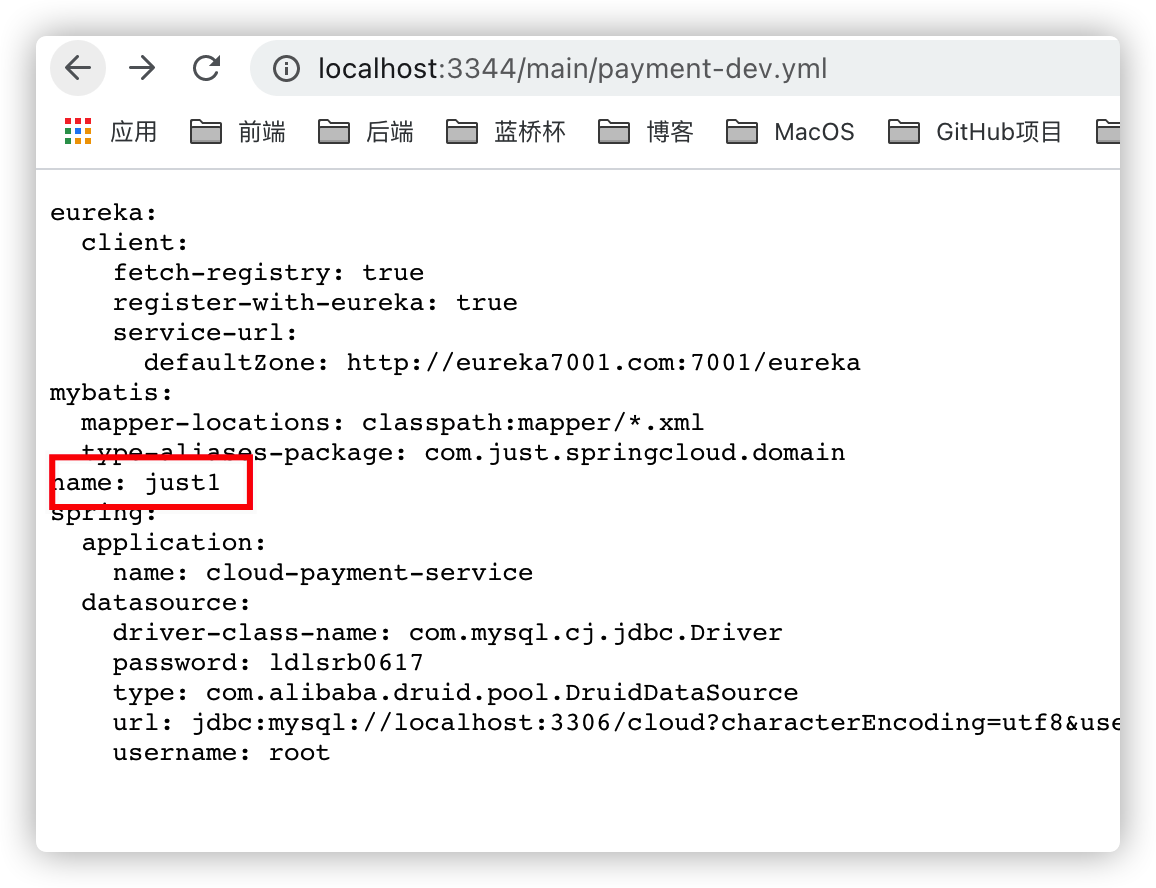 localhost:3344/main/payment-dev.yml
应用 前端 后端 蓝桥杯 博客 MacOS GitHub项目
eureka:
  client:
    fetch-registry: true
    register-with-eureka: true
    service-url:
      defaultZone: http://eureka7001.com:7001/eureka
mybatis:
  mapper-locations: classpath:mapper/*.xml
  type-aliases-package: com.just.springcloud.domain
name: just1
spring:
  application:
    name: cloud-payment-service
  datasource:
    driver-class-name: com.mysql.cj.jdbc.Driver
    password: ldlsrb0617
    type: com.alibaba.druid.pool.DruidDataSource
    url: jdbc:mysql://localhost:3306/cloud?characterEncoding=utf8&use
    username: root